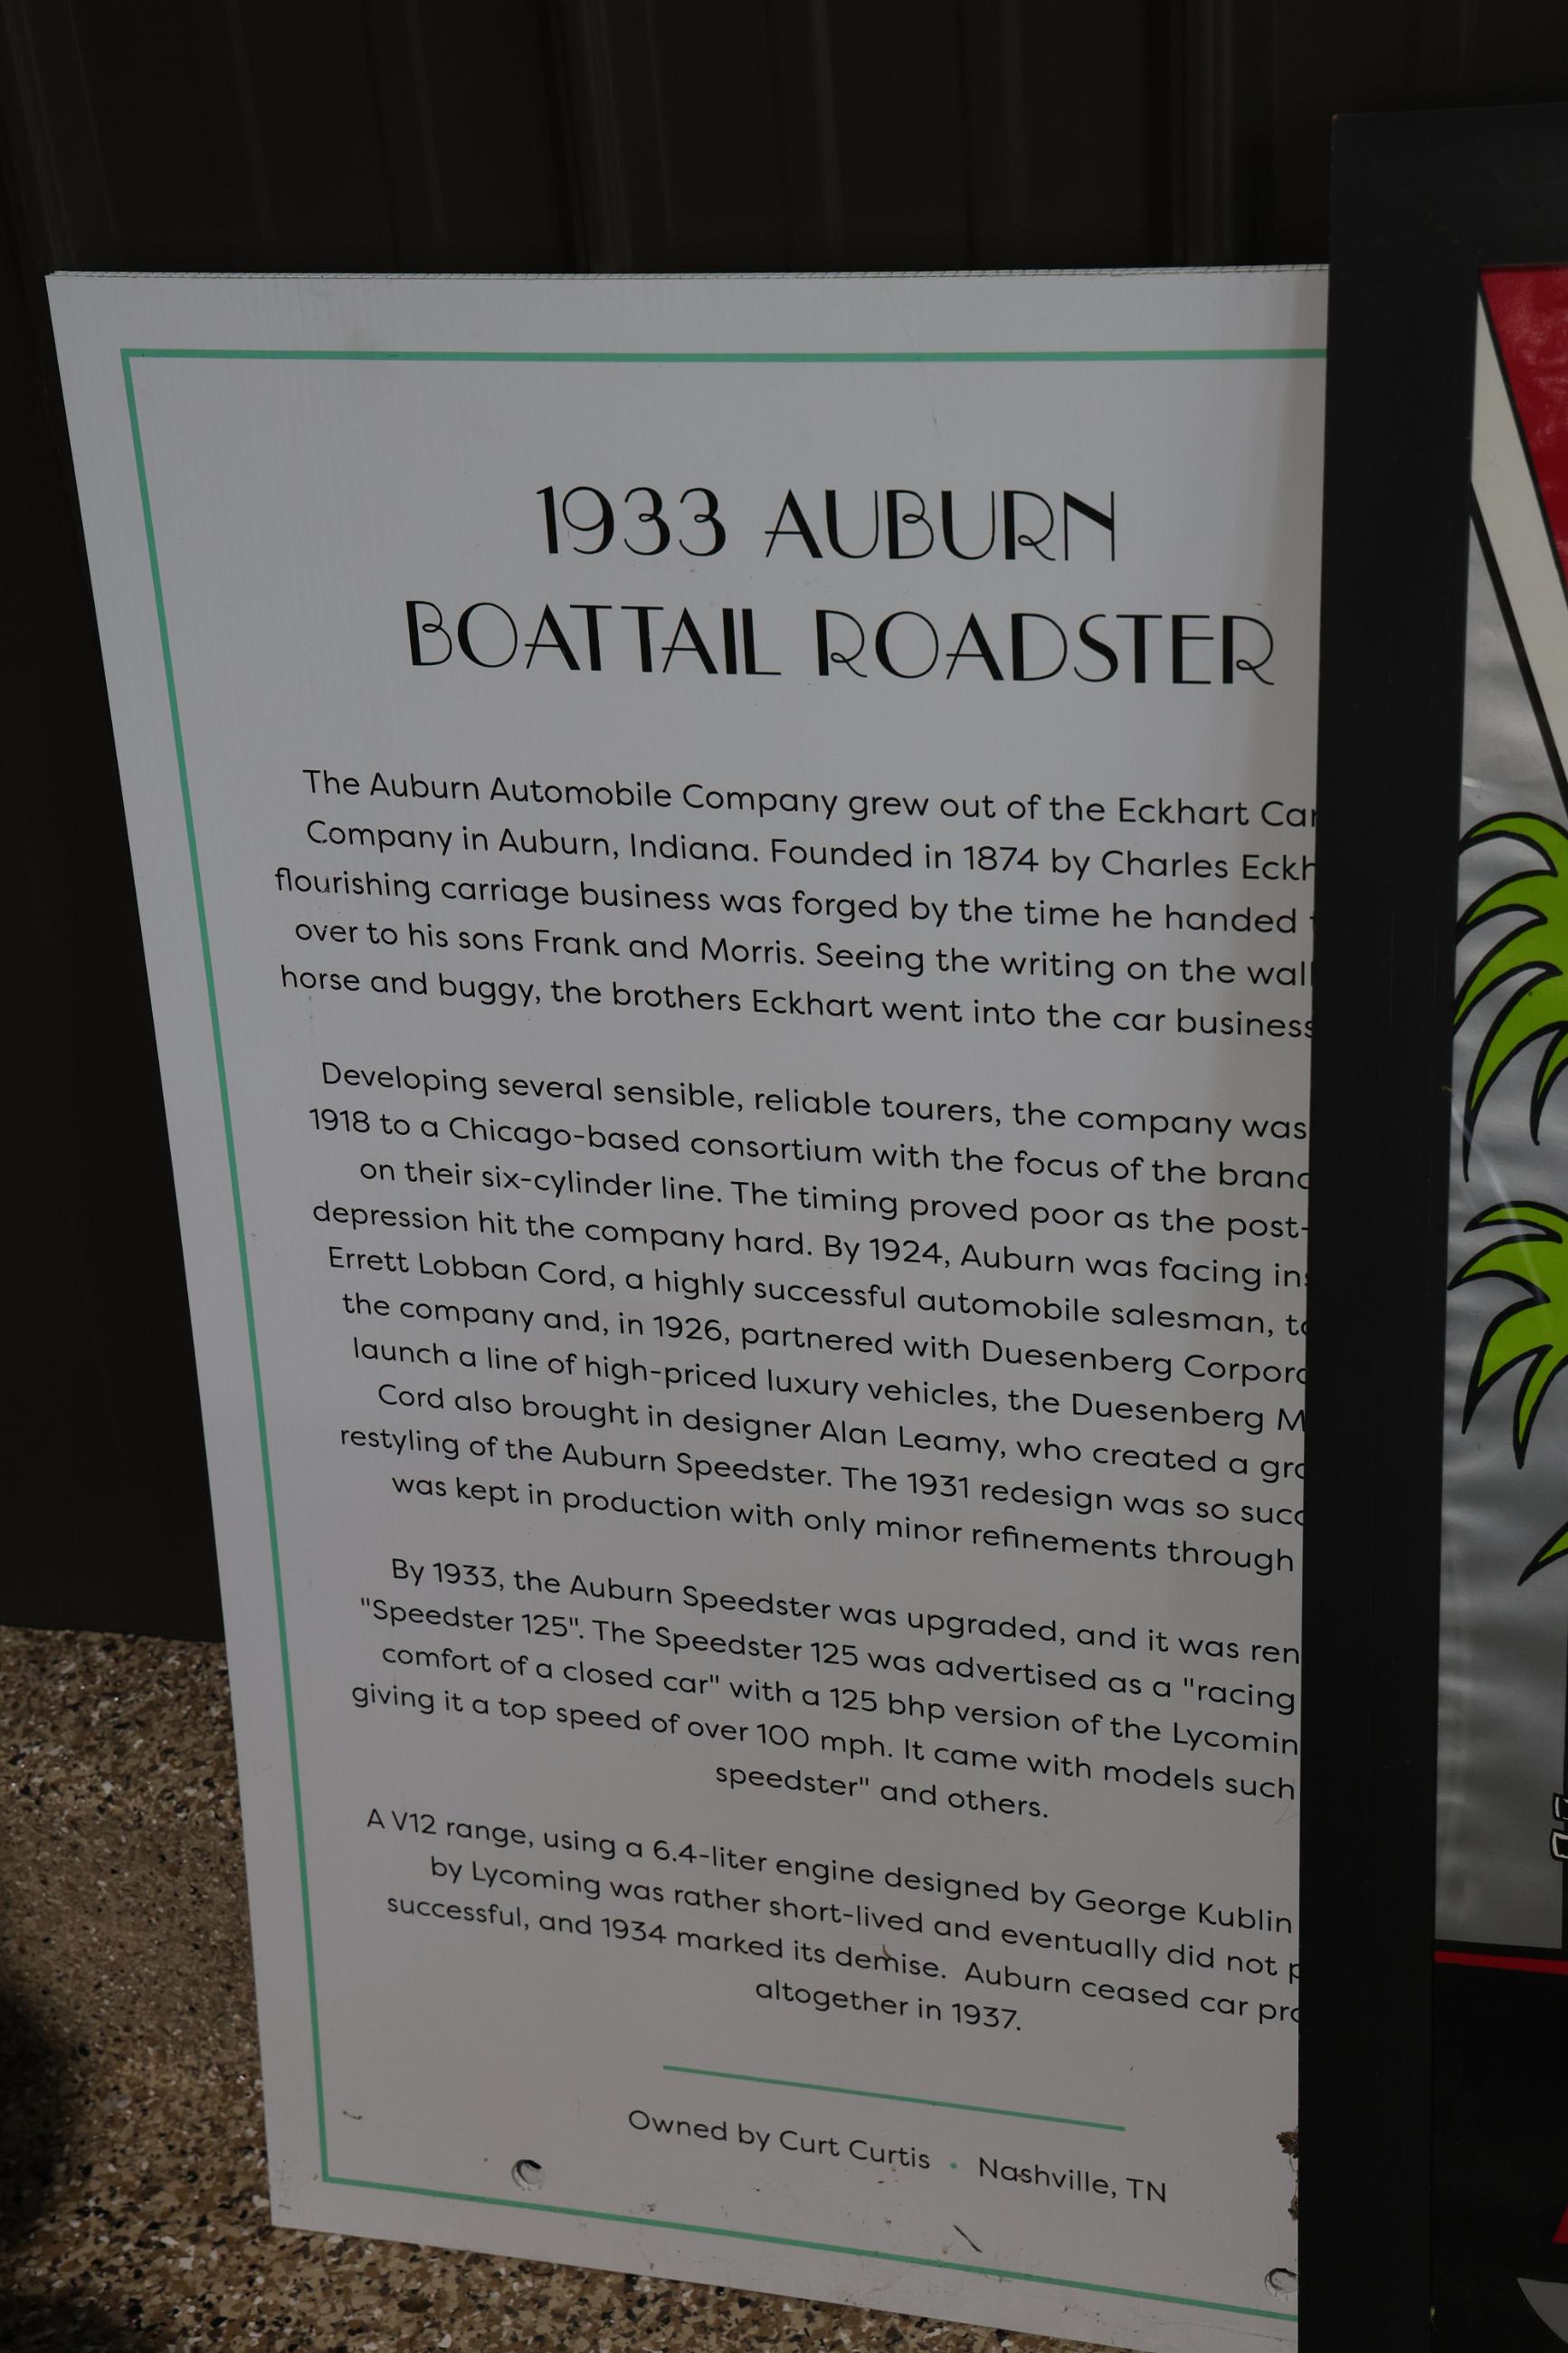 1933 AUBURN
BOATTAIL ROADSTER
The Auburn Automobile Company grew out of the Eckhart
Company in Auburn, Indiana. Founded in 1874 by Charles
flourishing carriage business was forged by the time he handed
over to his sons Frank and Morris. Seeing the writing on the
horse and buggy, the brothers Eckhart went into the car business
Developing several sensible, reliable tourers, the company was
1918 to a Chicago-based consortium with the focus of the
on their six-cylinder line. The timing proved poor as the post-
depression hit the company hard. By 1924, Auburn was facing
Errett Lobban Cord, a highly successful automobile salesman,
the company and, in 1926, partnered with Duesenberg
launch a line of high-priced luxury vehicles, the Duesenberg
Cord also brought in designer Alan Leamy, who created a
restyling of the Auburn Speedster. The 1931 redesign was so
was kept in production with only minor refinements through
By 1933, the Auburn Speedster was upgraded, and it was
"Speedster 125". The Speedster 125 was advertised as a "racing
comfort of a closed car" with a 125 bhp version of the
giving it a top speed of over 100 mph. It came with models such
speedster" and others.
A V12 range, using a 6.4-liter engine designed by George Kublin
by Lycoming was rather short-lived and eventually did not
successful, and 1934 marked its demise. Auburn ceased car
altogether in 1937.
Owned by Curt Curtis • Nashville, TN